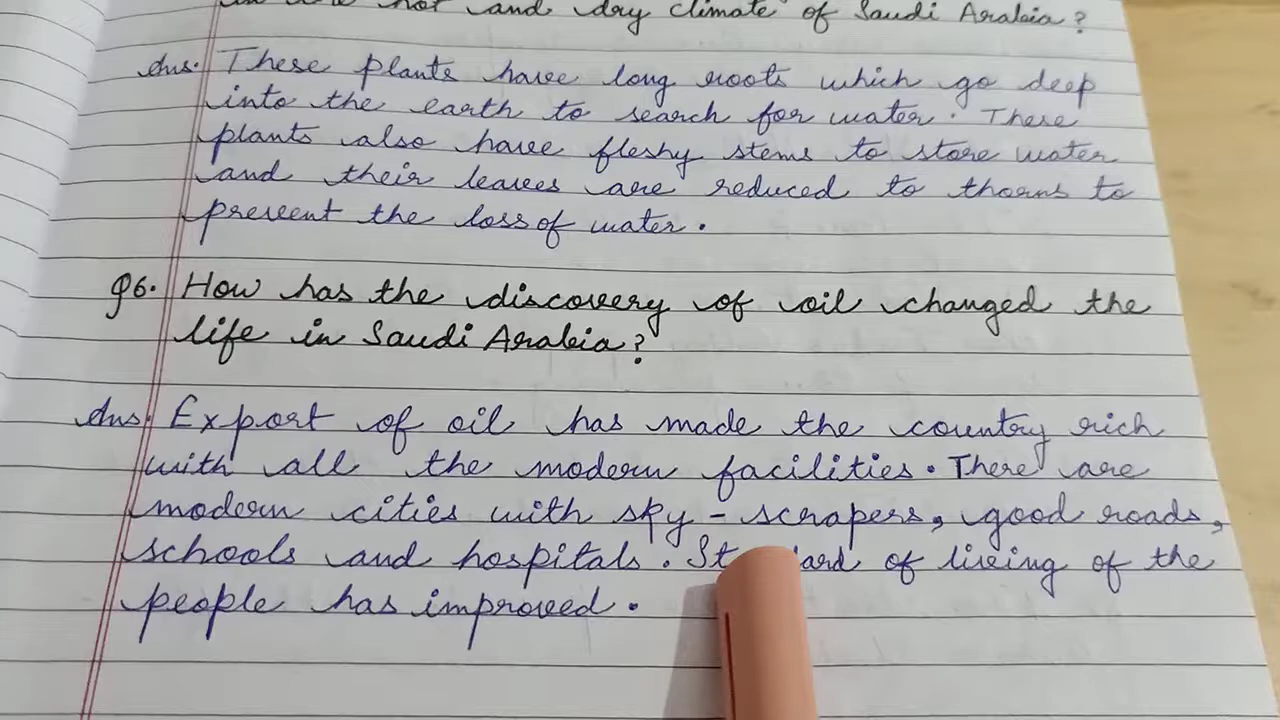 and dry climate of Saudi Arabia?
Ans. These plants have long roots which go deep
into the earth to search for water. These
plants also have fleshy stems to store water
and their leaves are reduced to thorns to
prevent the loss of water.
Q6. How has the discovery of oil changed the
life in Saudi Arabia?
Ans. Export of oil has made the country rich
with all the modern facilities. There are
modern cities with sky-scrapers, good roads,
schools and hospitals. of living of the
people has improved.